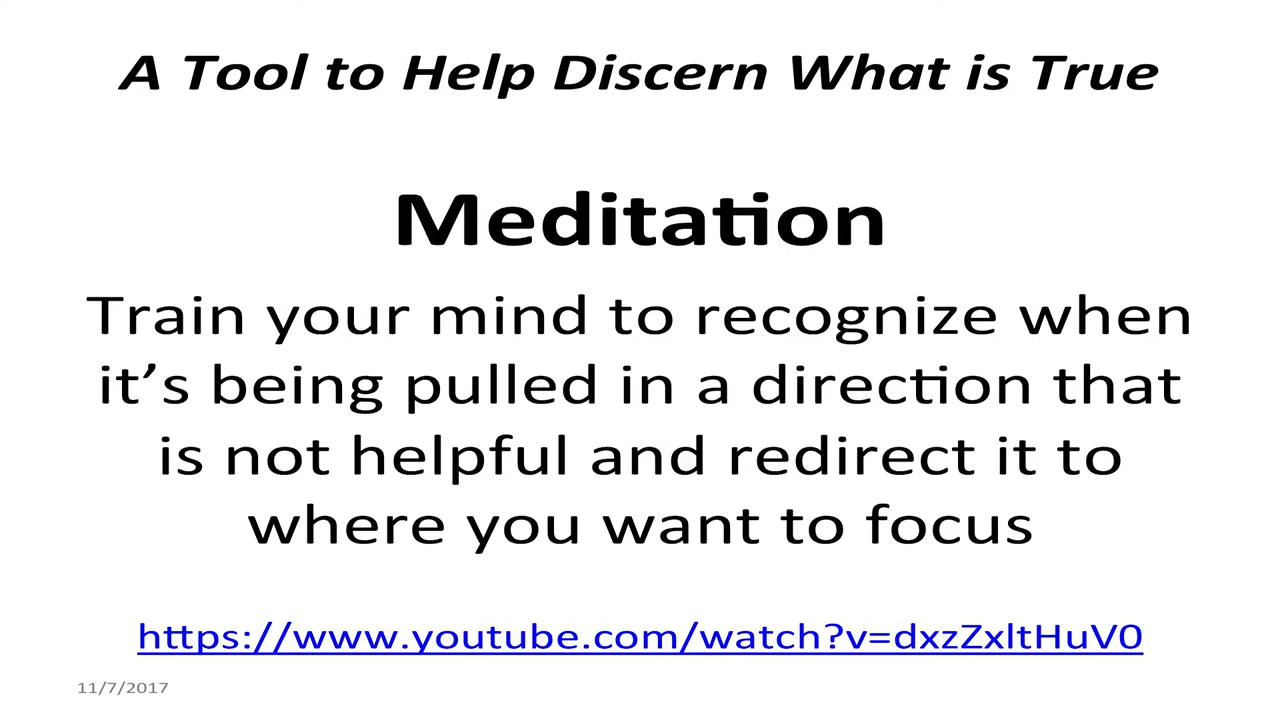 A Tool to Help Discern What is True
Meditation
Train your mind to recognize when
it’s being pulled in a direction that
is not helpful and redirect it to
where you want to focus
https://www.youtube.com/watch?v=dxzZxltHuV0
11/7/2017